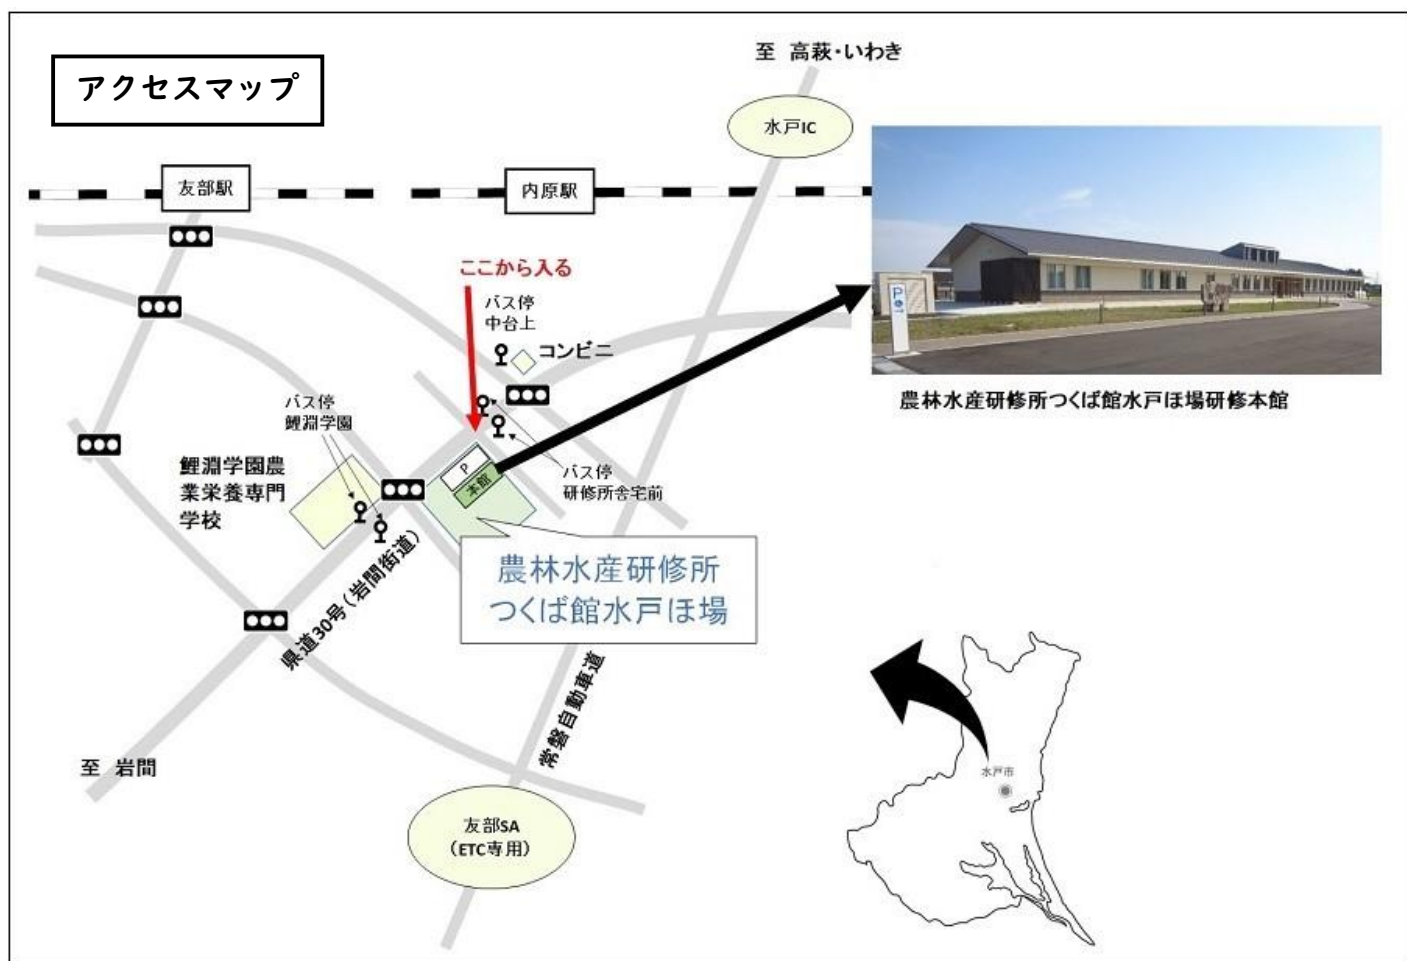 アクセスマップ
至 高萩・いわき
水戸IC
友部駅
内原駅
ここから入る
バス停
中台上
コンビニ
P
農林水産研修所つくば館水戸ほ場研修本館
バス停
鯉淵学園
鯉淵学園農
業栄養専門
学校
P
本館
バス停
研修所舎宅前
農林水産研修所
つくば館水戸ほ場
県道30号(岩間街道)
常磐自動車道
至 岩間
友部SA
(ETC専用)
水戸市